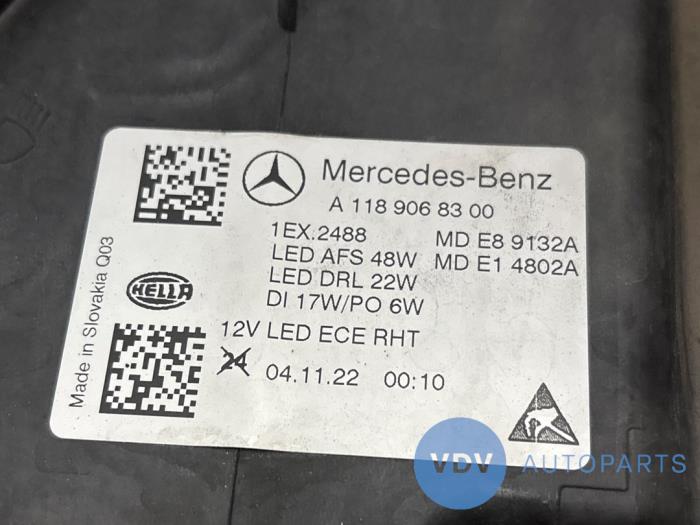 Mercedes-Benz
A 118 906 83 00
1EX.2488 MD E8 9132A
LED AFS 48W MD E1 4802A
LED DRL 22W
DI 17W/PO 6W
HELLA
12V LED ECE RHT
24 04.11.22 00:10
Made in Slovakia Q03
VDV AUTOPARTS